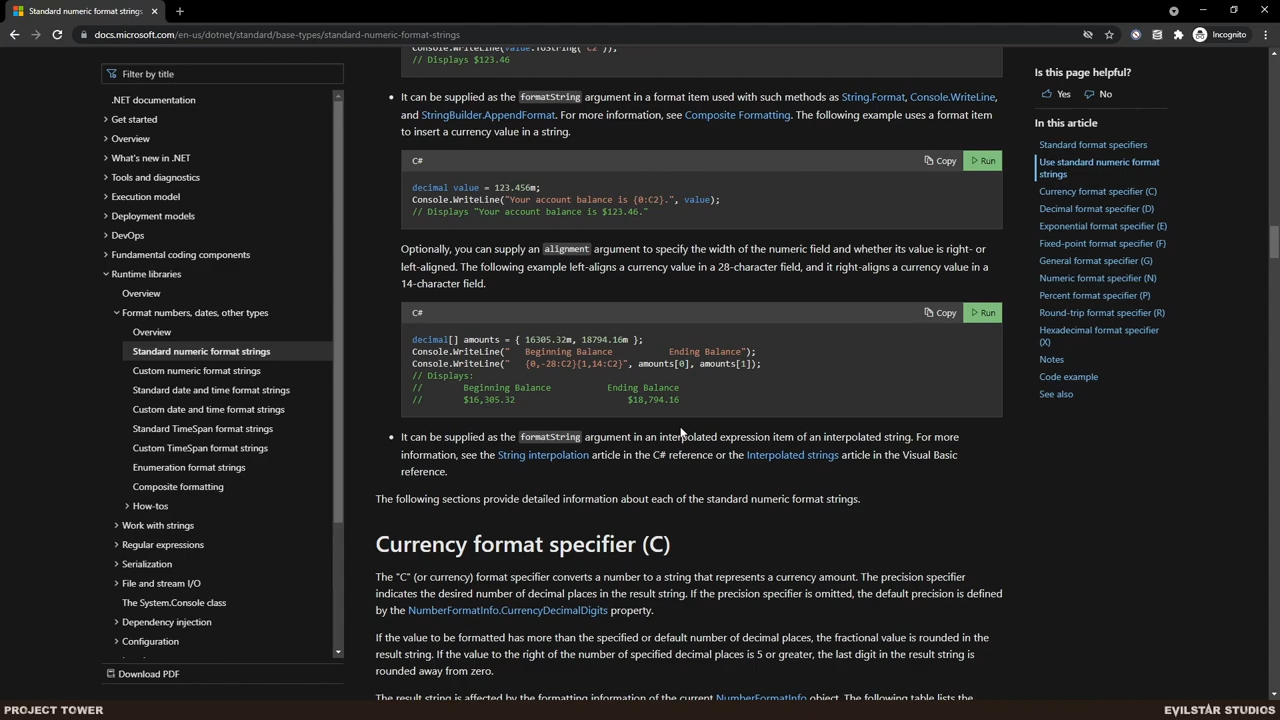 Standard numeric format strings
docs.microsoft.com/en-us/dotnet/standard/base-types/standard-numeric-format-strings
Incognito
Filter by title
.NET documentation
Get started
Overview
What's new in .NET
Tools and diagnostics
Execution model
Deployment models
DevOps
Fundamental coding components
Runtime libraries
Overview
Format numbers, dates, other types
Overview
Standard numeric format strings
Custom numeric format strings
Standard date and time format strings
Custom date and time format strings
Standard TimeSpan format strings
Custom TimeSpan format strings
Enumeration format strings
Composite formatting
How-tos
Work with strings
Regular expressions
Serialization
File and stream I/O
The System.Console class
Dependency injection
Configuration
Download PDF
Console.WriteLine(value.ToString("C2"));
// Displays $123.46
• It can be supplied as the formatString argument in a format item used with such methods as String.Format, Console.WriteLine,
and StringBuilder.AppendFormat. For more information, see Composite Formatting. The following example uses a format item
to insert a currency value in a string.
C# Copy Run
decimal value = 123.456m;
Console.WriteLine("Your account balance is {0:C2}.", value);
// Displays "Your account balance is $123.46."
Optionally, you can supply an alignment argument to specify the width of the numeric field and whether its value is right- or
left-aligned. The following example left-aligns a currency value in a 28-character field, and it right-aligns a currency value in a
14-character field.
C# Copy Run
decimal[] amounts = { 16305.32m, 18794.16m };
Console.WriteLine("   Beginning Balance           Ending Balance");
Console.WriteLine("   {0,-28:C2}{1,14:C2}", amounts[0], amounts[1]);
// Displays:
//        Beginning Balance           Ending Balance
//        $16,305.32                      $18,794.16
• It can be supplied as the formatString argument in an interpolated expression item of an interpolated string. For more
information, see the String interpolation article in the C# reference or the Interpolated strings article in the Visual Basic
reference.
The following sections provide detailed information about each of the standard numeric format strings.
Currency format specifier (C)
The "C" (or currency) format specifier converts a number to a string that represents a currency amount. The precision specifier
indicates the desired number of decimal places in the result string. If the precision specifier is omitted, the default precision is defined
by the NumberFormatInfo.CurrencyDecimalDigits property.
If the value to be formatted has more than the specified or default number of decimal places, the fractional value is rounded in the
result string. If the value to the right of the number of specified decimal places is 5 or greater, the last digit in the result string is
rounded away from zero.
The result string is affected by the formatting information of the current NumberFormatInfo object. The following table lists the
Is this page helpful?
Yes No
In this article
Standard format specifiers
Use standard numeric format
strings
Currency format specifier (C)
Decimal format specifier (D)
Exponential format specifier (E)
Fixed-point format specifier (F)
General format specifier (G)
Numeric format specifier (N)
Percent format specifier (P)
Round-trip format specifier (R)
Hexadecimal format specifier
(X)
Notes
Code example
See also
PROJECT TOWER
EVILSTAR STUDIOS